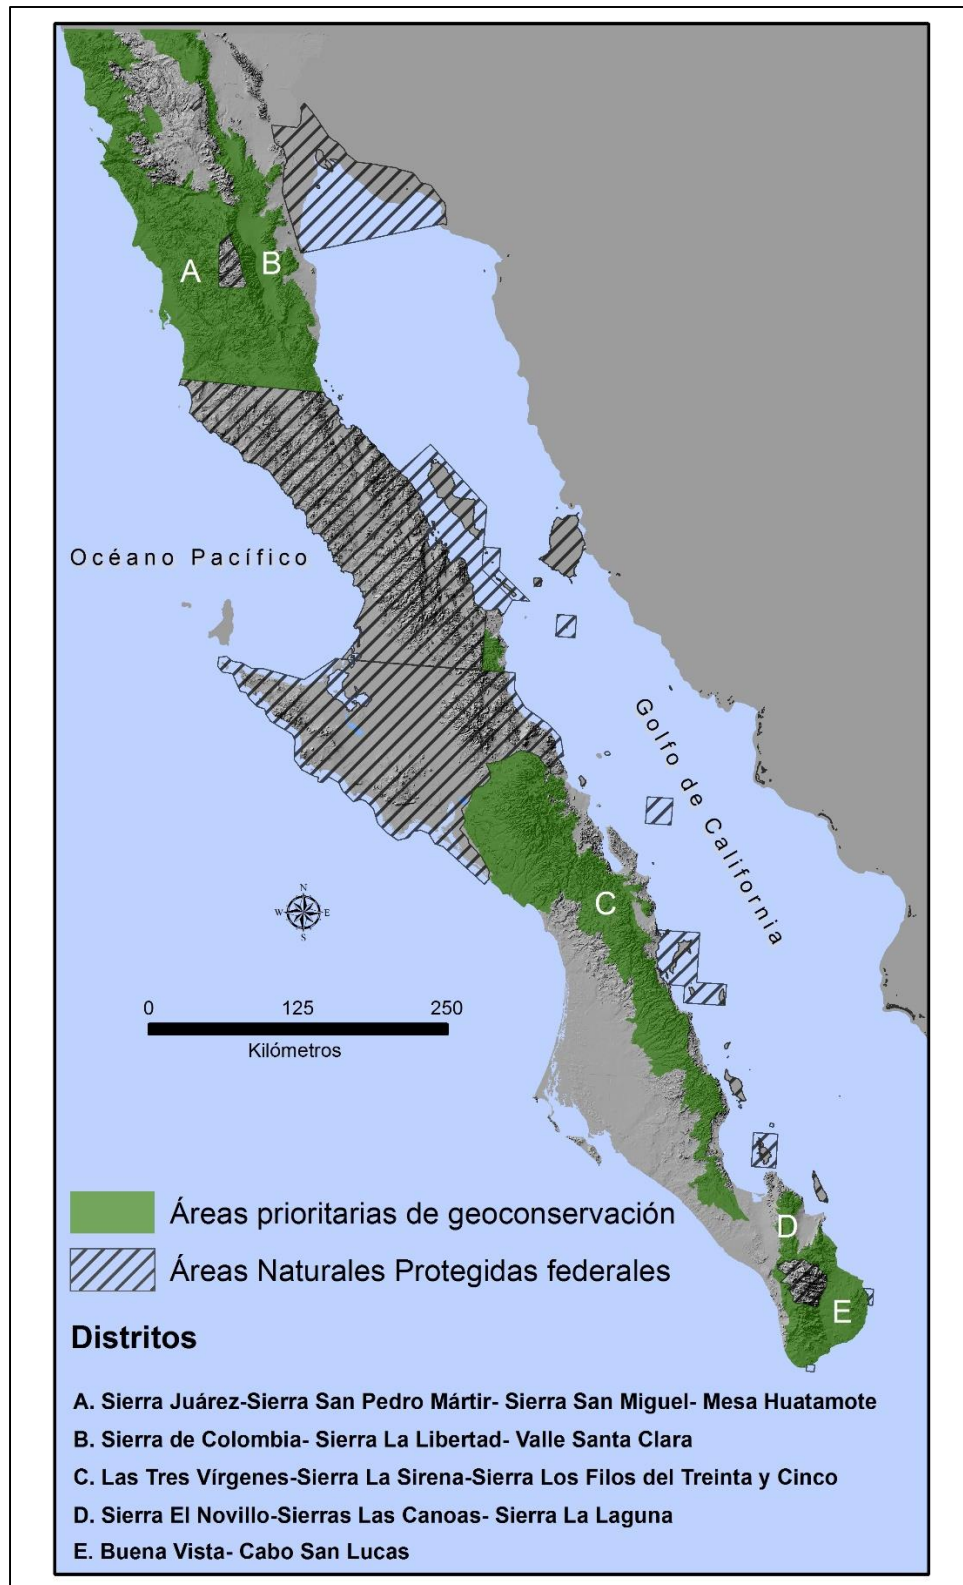 A
B
Océano Pacífico
Golfo de California
N
W E
S
C
0 125 250
Kilómetros
Áreas prioritarias de geoconservación
D
Áreas Naturales Protegidas federales
E
Distritos
A. Sierra Juárez-Sierra San Pedro Mártir- Sierra San Miguel- Mesa Huatamote
B. Sierra de Colombia- Sierra La Libertad- Valle Santa Clara
C. Las Tres Vírgenes-Sierra La Sirena-Sierra Los Filos del Treinta y Cinco
D. Sierra El Novillo-Sierras Las Canoas- Sierra La Laguna
E. Buena Vista- Cabo San Lucas